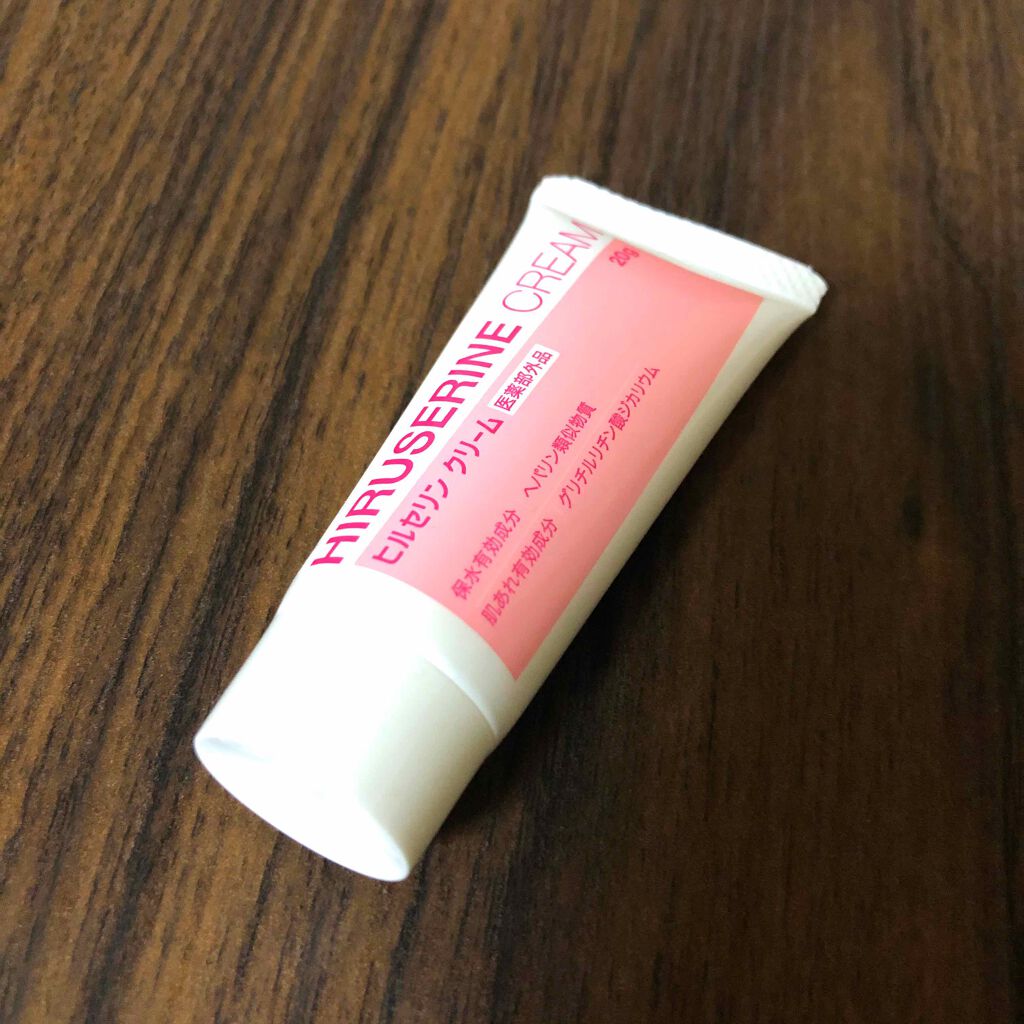 HIRUSERINE CREAM
ヒルセリン クリーム 医薬部外品
20g
保水有効成分 ヘパリン類似物質
肌あれ有効成分 グリチルリチン酸ジカリウム